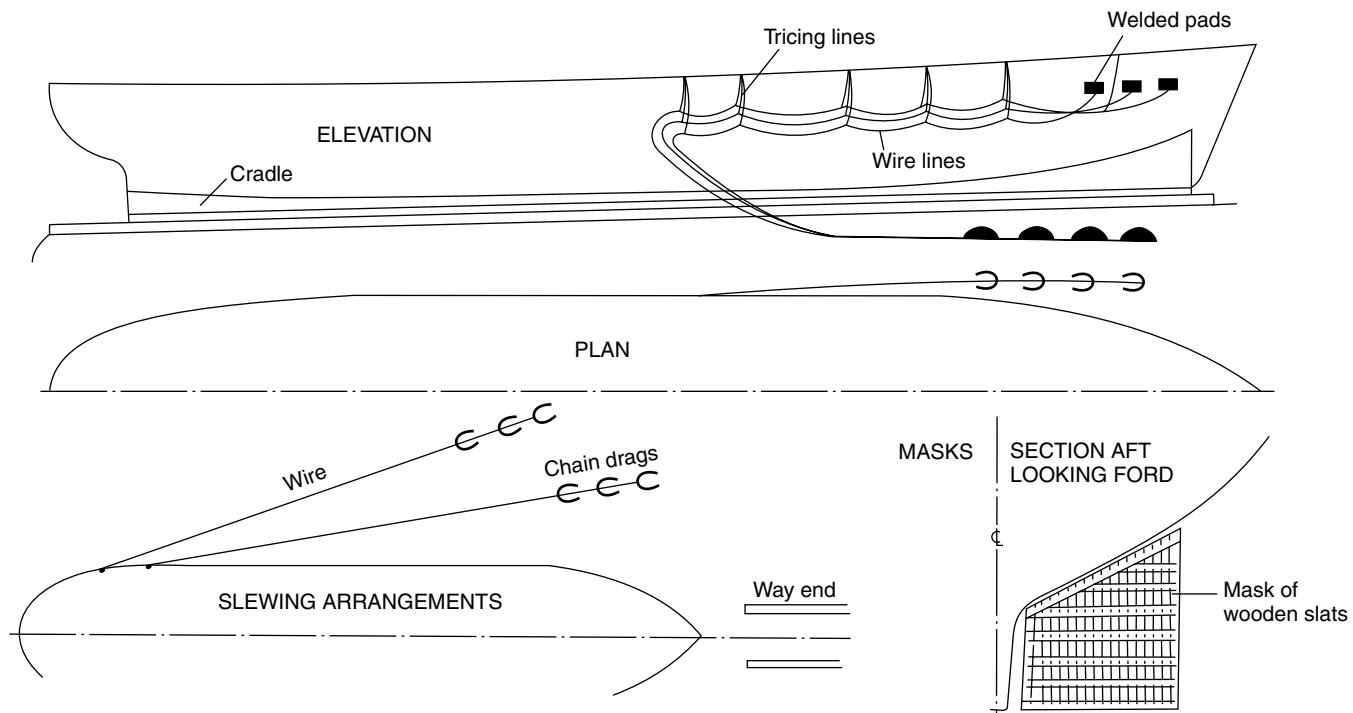 Welded pads
Tricing lines
ELEVATION
Wire lines
Cradle
PLAN
Wire
Chain drags
MASKS
SECTION AFT
LOOKING FORD
℄
SLEWING ARRANGEMENTS
Way end
Mask of
wooden slats